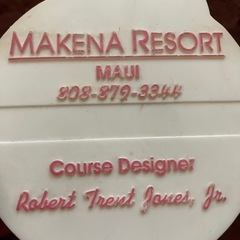 MAKENA RESORT
MAUI
808-879-3344
Course Designer
Robert Trent Jones, Jr.